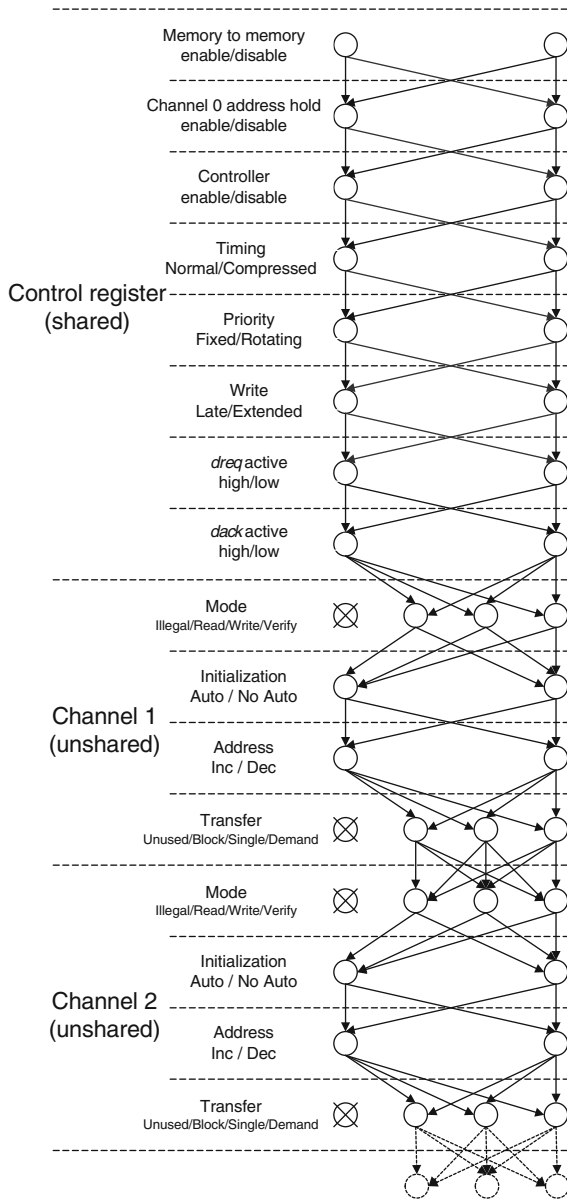 Memory to memory
enable/disable
Channel 0 address hold
enable/disable
Controller
enable/disable
Timing
Normal/Compressed
Control register
(shared)
Priority
Fixed/Rotating
Write
Late/Extended
dreq active
high/low
dack active
high/low
Mode
Illegal/Read/Write/Verify
Initialization
Auto / No Auto
Channel 1
(unshared)
Address
Inc / Dec
Transfer
Unused/Block/Single/Demand
Mode
Illegal/Read/Write/Verify
Initialization
Auto / No Auto
Channel 2
(unshared)
Address
Inc / Dec
Transfer
Unused/Block/Single/Demand